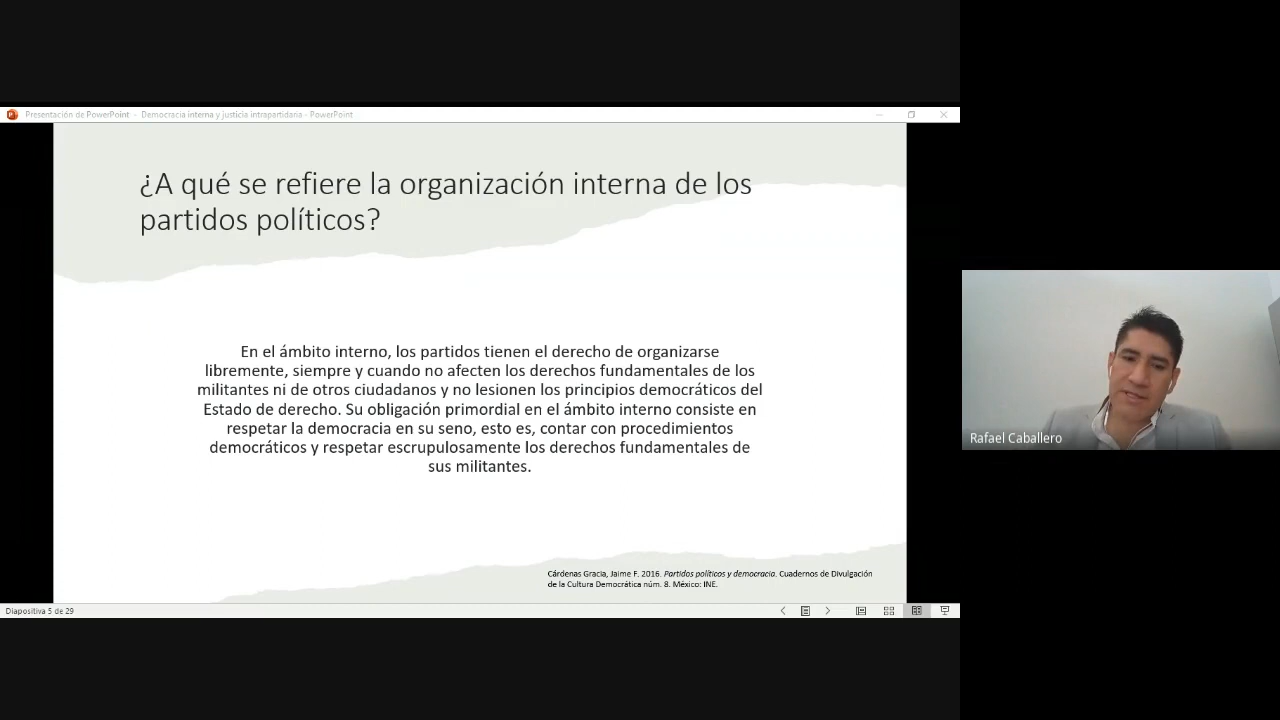 Presentación de PowerPoint - Democracia interna y justicia intrapartidaria - PowerPoint
¿A qué se refiere la organización interna de los
partidos políticos?
En el ámbito interno, los partidos tienen el derecho de organizarse
libremente, siempre y cuando no afecten los derechos fundamentales de los
militantes ni de otros ciudadanos y no lesionen los principios democráticos del
Estado de derecho. Su obligación primordial en el ámbito interno consiste en
respetar la democracia en su seno, esto es, contar con procedimientos
democráticos y respetar escrupulosamente los derechos fundamentales de
sus militantes.
Cárdenas Gracia, Jaime F. 2016. Partidos políticos y democracia. Cuadernos de Divulgación
de la Cultura Democrática núm. 8. México: INE.
Diapositiva 5 de 29
Rafael Caballero